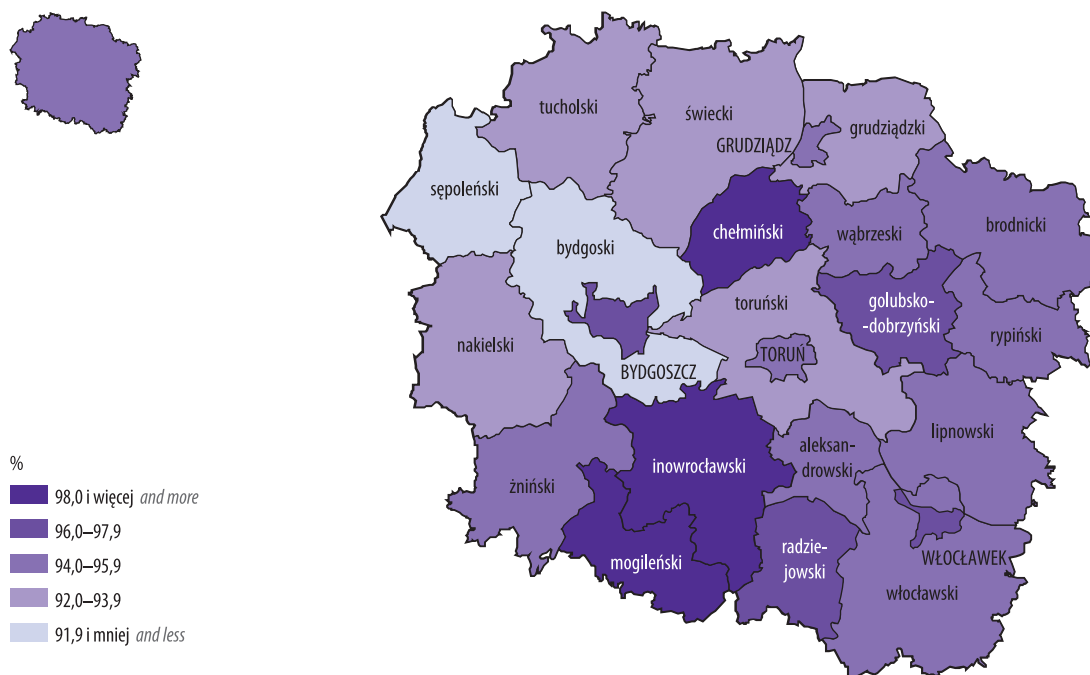 tucholski
świecki
GRUDZIĄDZ
grudziądzki
sępoleński
bydgoski
chełmiński
wąbrzeski
brodnicki
nakielski
BYDGOSZCZ
toruński
TORUŃ
golubsko-
-dobrzyński
rypiński
żniński
inowrocławski
aleksan-
drowski
lipnowski
mogileński
radzie-
jowski
WŁOCŁAWEK
włocławski
%
98,0 i więcej and more
96,0–97,9
94,0–95,9
92,0–93,9
91,9 i mniej and less